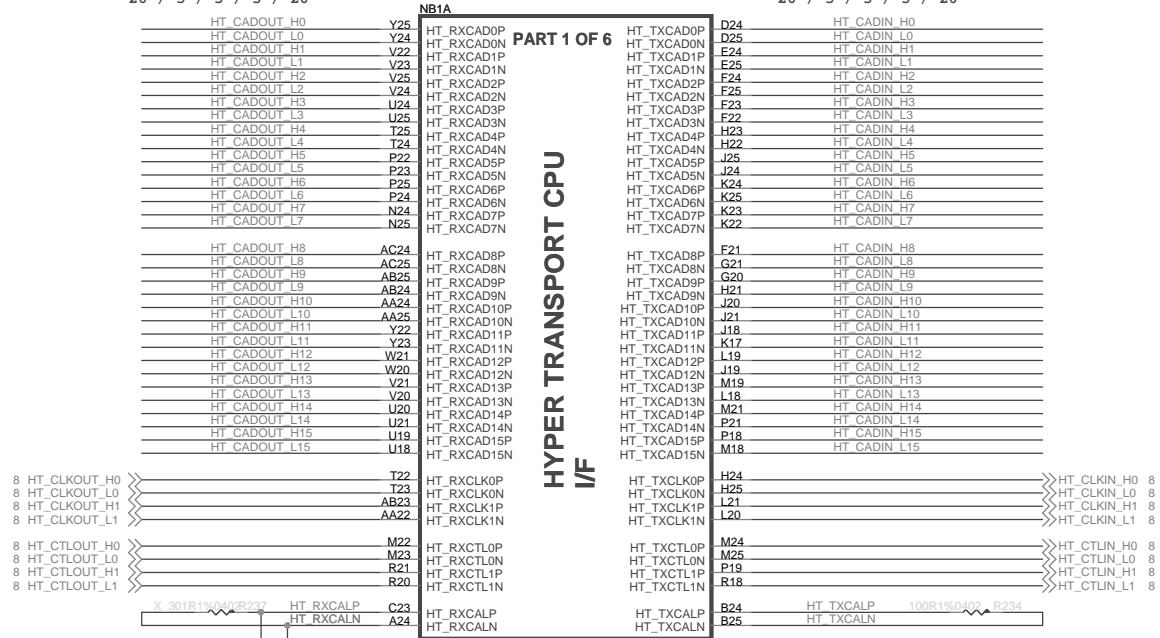 NB1A
PART 1 OF 6
HYPER TRANSPORT CPU
I/F
HT_CADOUT_H0 Y25 HT_RXCAD0P HT_TXCAD0P D24 HT_CADIN_H0
HT_CADOUT_L0 Y24 HT_RXCAD0N HT_TXCAD0N D25 HT_CADIN_L0
HT_CADOUT_H1 V22 HT_RXCAD1P HT_TXCAD1P E24 HT_CADIN_H1
HT_CADOUT_L1 V23 HT_RXCAD1N HT_TXCAD1N E25 HT_CADIN_L1
HT_CADOUT_H2 V25 HT_RXCAD2P HT_TXCAD2P F24 HT_CADIN_H2
HT_CADOUT_L2 V24 HT_RXCAD2N HT_TXCAD2N F25 HT_CADIN_L2
HT_CADOUT_H3 U24 HT_RXCAD3P HT_TXCAD3P F23 HT_CADIN_H3
HT_CADOUT_L3 U25 HT_RXCAD3N HT_TXCAD3N F22 HT_CADIN_L3
HT_CADOUT_H4 T25 HT_RXCAD4P HT_TXCAD4P H23 HT_CADIN_H4
HT_CADOUT_L4 T24 HT_RXCAD4N HT_TXCAD4N H22 HT_CADIN_L4
HT_CADOUT_H5 P22 HT_RXCAD5P HT_TXCAD5P J25 HT_CADIN_H5
HT_CADOUT_L5 P23 HT_RXCAD5N HT_TXCAD5N J24 HT_CADIN_L5
HT_CADOUT_H6 P25 HT_RXCAD6P HT_TXCAD6P K24 HT_CADIN_H6
HT_CADOUT_L6 P24 HT_RXCAD6N HT_TXCAD6N K25 HT_CADIN_L6
HT_CADOUT_H7 N24 HT_RXCAD7P HT_TXCAD7P K23 HT_CADIN_H7
HT_CADOUT_L7 N25 HT_RXCAD7N HT_TXCAD7N K22 HT_CADIN_L7
HT_CADOUT_H8 AC24 HT_RXCAD8P HT_TXCAD8P F21 HT_CADIN_H8
HT_CADOUT_L8 AC25 HT_RXCAD8N HT_TXCAD8N G21 HT_CADIN_L8
HT_CADOUT_H9 AB25 HT_RXCAD9P HT_TXCAD9P G20 HT_CADIN_H9
HT_CADOUT_L9 AB24 HT_RXCAD9N HT_TXCAD9N H21 HT_CADIN_L9
HT_CADOUT_H10 AA24 HT_RXCAD10P HT_TXCAD10P J20 HT_CADIN_H10
HT_CADOUT_L10 AA25 HT_RXCAD10N HT_TXCAD10N J21 HT_CADIN_L10
HT_CADOUT_H11 Y22 HT_RXCAD11P HT_TXCAD11P J18 HT_CADIN_H11
HT_CADOUT_L11 Y23 HT_RXCAD11N HT_TXCAD11N K17 HT_CADIN_L11
HT_CADOUT_H12 W21 HT_RXCAD12P HT_TXCAD12P L19 HT_CADIN_H12
HT_CADOUT_L12 W20 HT_RXCAD12N HT_TXCAD12N J19 HT_CADIN_L12
HT_CADOUT_H13 V21 HT_RXCAD13P HT_TXCAD13P M19 HT_CADIN_H13
HT_CADOUT_L13 V20 HT_RXCAD13N HT_TXCAD13N L18 HT_CADIN_L13
HT_CADOUT_H14 U20 HT_RXCAD14P HT_TXCAD14P M21 HT_CADIN_H14
HT_CADOUT_L14 U21 HT_RXCAD14N HT_TXCAD14N P21 HT_CADIN_L14
HT_CADOUT_H15 U19 HT_RXCAD15P HT_TXCAD15P P18 HT_CADIN_H15
HT_CADOUT_L15 U18 HT_RXCAD15N HT_TXCAD15N M18 HT_CADIN_L15
8 HT_CLKOUT_H0 T22 HT_RXCLK0P HT_TXCLK0P H24 HT_CLKIN_H0 8
8 HT_CLKOUT_L0 T23 HT_RXCLK0N HT_TXCLK0N H25 HT_CLKIN_L0 8
8 HT_CLKOUT_H1 AB23 HT_RXCLK1P HT_TXCLK1P L21 HT_CLKIN_H1 8
8 HT_CLKOUT_L1 AA22 HT_RXCLK1N HT_TXCLK1N L20 HT_CLKIN_L1 8
8 HT_CTLOUT_H0 M22 HT_RXCTL0P HT_TXCTL0P M24 HT_CTLIN_H0 8
8 HT_CTLOUT_L0 M23 HT_RXCTL0N HT_TXCTL0N M25 HT_CTLIN_L0 8
8 HT_CTLOUT_H1 R21 HT_RXCTL1P HT_TXCTL1P P19 HT_CTLIN_H1 8
8 HT_CTLOUT_L1 R20 HT_RXCTL1N HT_TXCTL1N R18 HT_CTLIN_L1 8
X_301R1%0402 R237 HT_RXCALP C23 HT_RXCALP HT_TXCALP B24 HT_TXCALP 100R1%0402 R234
HT_RXCALN A24 HT_RXCALN HT_TXCALN B25 HT_TXCALN